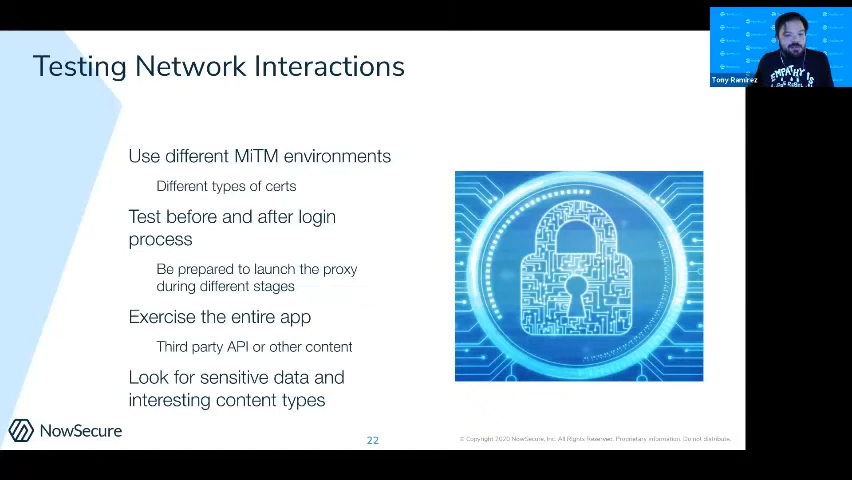 Testing Network Interactions
Tony Ramirez
EMPATHY IS
Use different MiTM environments
Different types of certs
Test before and after login
process
Be prepared to launch the proxy
during different stages
Exercise the entire app
Third party API or other content
Look for sensitive data and
interesting content types
NowSecure
22
© Copyright 2020 NowSecure, Inc. All Rights Reserved. Proprietary information. Do not distribute.